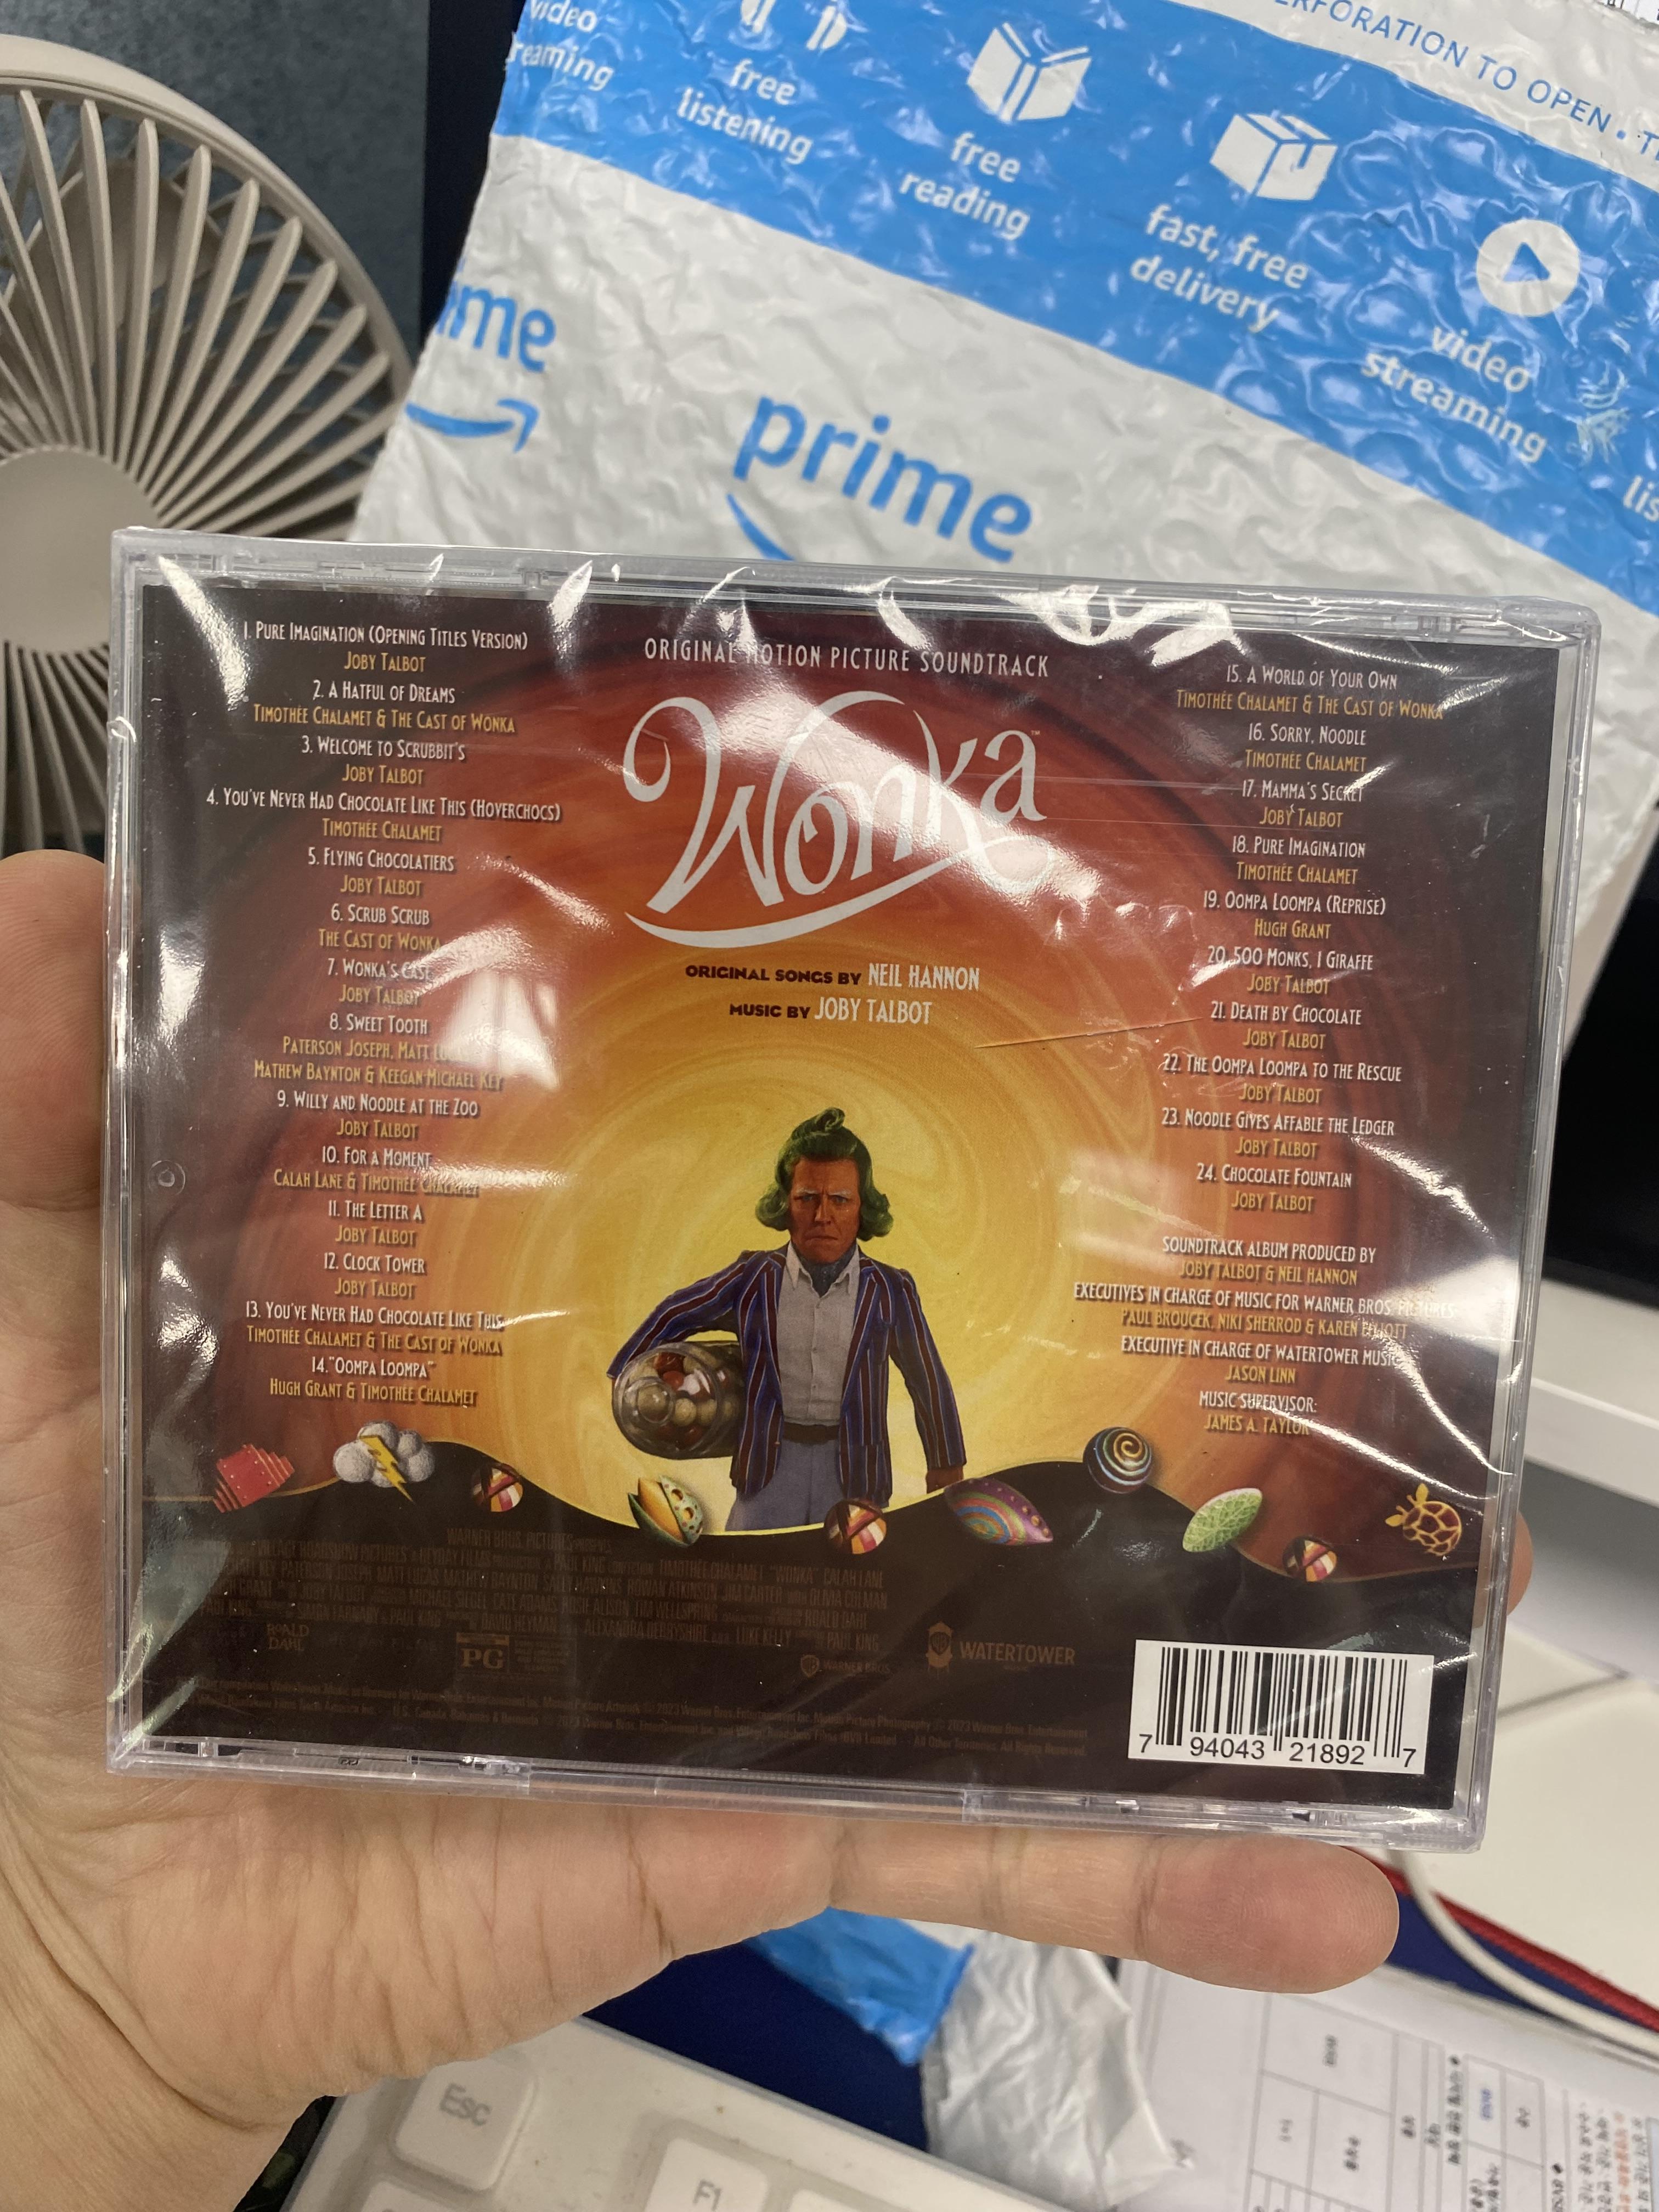 video
streaming
free
listening
free
reading
fast, free
delivery
video
streaming
PERFORATION TO OPEN
prime
1. PURE IMAGINATION (OPENING TITLES VERSION)
JOBY TALBOT
2. A HATFUL OF DREAMS
TIMOTHÉE CHALAMET & THE CAST OF WONKA
3. WELCOME TO SCRUBBIT'S
JOBY TALBOT
4. YOU'VE NEVER HAD CHOCOLATE LIKE THIS (HOVERCHOCS)
TIMOTHÉE CHALAMET
5. FLYING CHOCOLATIERS
JOBY TALBOT
6. SCRUB SCRUB
THE CAST OF WONKA
7. WONKA'S CASE
JOBY TALBOT
8. SWEET TOOTH
PATERSON JOSEPH, MATT LUCAS,
MATHEW BAYNTON & KEEGAN-MICHAEL KEY
9. WILLY AND NOODLE AT THE ZOO
JOBY TALBOT
10. FOR A MOMENT
CALAH LANE & TIMOTHÉE CHALAMET
11. THE LETTER A
JOBY TALBOT
12. CLOCK TOWER
JOBY TALBOT
13. YOU'VE NEVER HAD CHOCOLATE LIKE THIS
TIMOTHÉE CHALAMET & THE CAST OF WONKA
14. "OOMPA LOOMPA"
HUGH GRANT & TIMOTHÉE CHALAMET
ORIGINAL MOTION PICTURE SOUNDTRACK
Wonka
ORIGINAL SONGS BY NEIL HANNON
MUSIC BY JOBY TALBOT
15. A WORLD OF YOUR OWN
TIMOTHÉE CHALAMET & THE CAST OF WONKA
16. SORRY, NOODLE
TIMOTHÉE CHALAMET
17. MAMMA'S SECRET
JOBY TALBOT
18. PURE IMAGINATION
TIMOTHÉE CHALAMET
19. OOMPA LOOMPA (REPRISE)
HUGH GRANT
20. 500 MONKS, 1 GIRAFFE
JOBY TALBOT
21. DEATH BY CHOCOLATE
JOBY TALBOT
22. THE OOMPA LOOMPA TO THE RESCUE
JOBY TALBOT
23. NOODLE GIVES AFFABLE THE LEDGER
JOBY TALBOT
24. CHOCOLATE FOUNTAIN
JOBY TALBOT
SOUNDTRACK ALBUM PRODUCED BY
JOBY TALBOT & NEIL HANNON
EXECUTIVES IN CHARGE OF MUSIC FOR WARNER BROS. PICTURES
PAUL BROUCEK, NIKI SHERROD & KAREN ELLIOTT
EXECUTIVE IN CHARGE OF WATERTOWER MUSIC
JASON LINN
MUSIC SUPERVISOR:
JAMES A. TAYLOR
WARNER BROS. PICTURES
ROALD
DAHL
PG
WARNER BROS.
WATERTOWER
7 94043 21892 7
Esc
F1